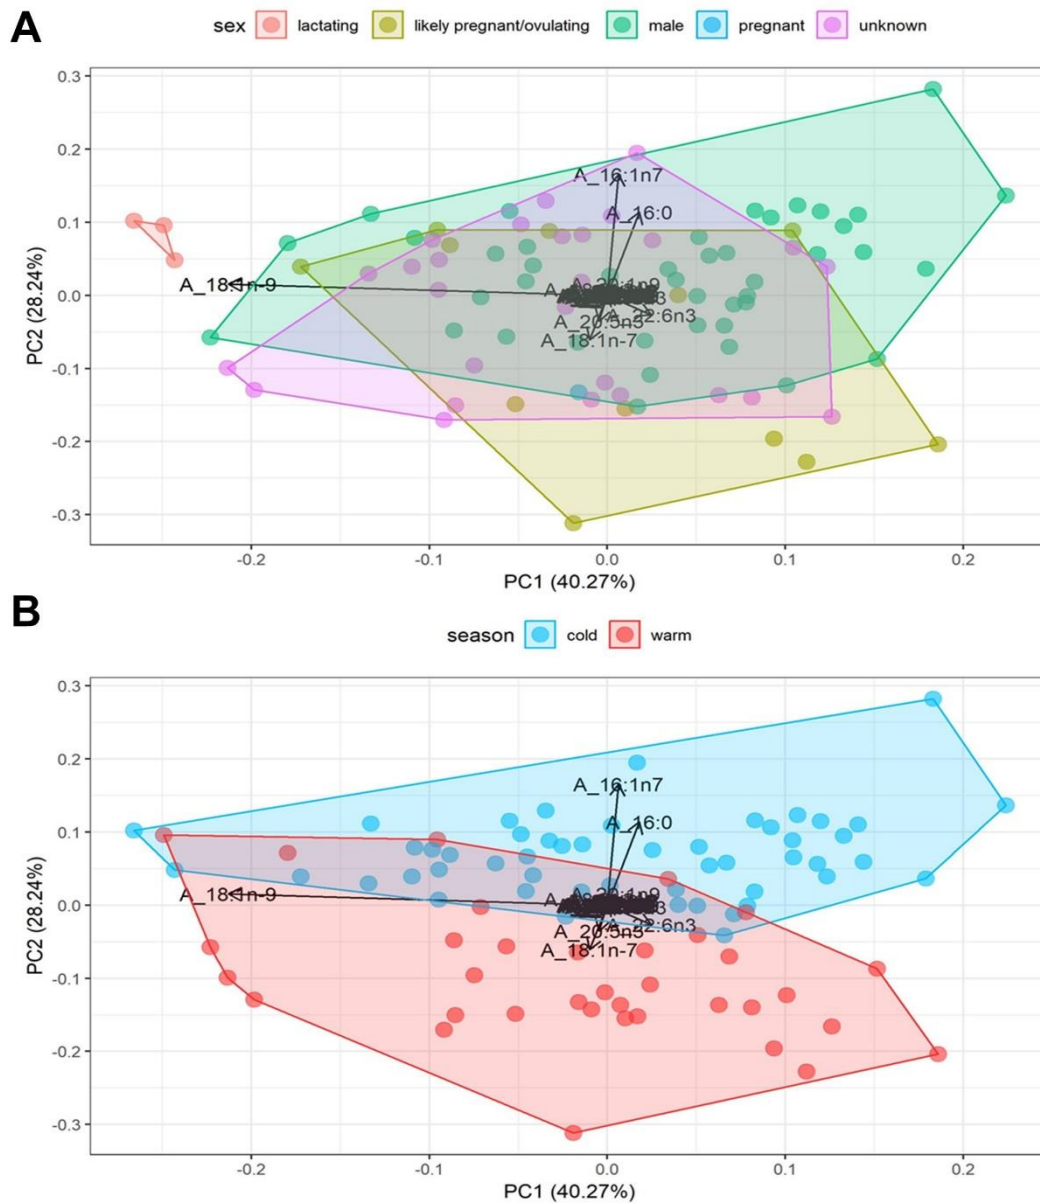 A
sex lactating likely pregnant/ovulating male pregnant unknown
0.3
0.2
0.1
0.0
-0.1
-0.2
-0.3
PC2 (28.24%)
A_16:1n7
A_16:0
A_18:1n-9
A_22:6n3
A_20:5n3
A_18:1n-7
-0.2 -0.1 0.0 0.1 0.2
PC1 (40.27%)
B
season cold warm
0.3
0.2
0.1
0.0
-0.1
-0.2
-0.3
PC2 (28.24%)
A_16:1n7
A_16:0
A_18:1n-9
A_22:6n3
A_20:5n3
A_18:1n-7
-0.2 -0.1 0.0 0.1 0.2
PC1 (40.27%)